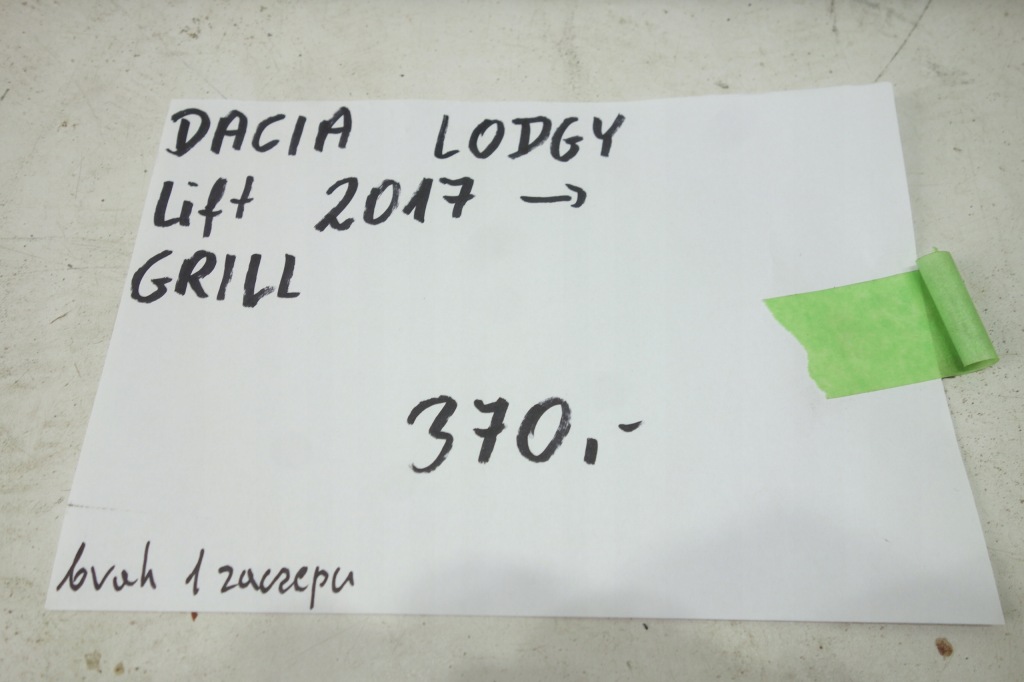 DACIA LODGY
Lift 2017 →
GRILL
370,-
brak 1 zaczepu